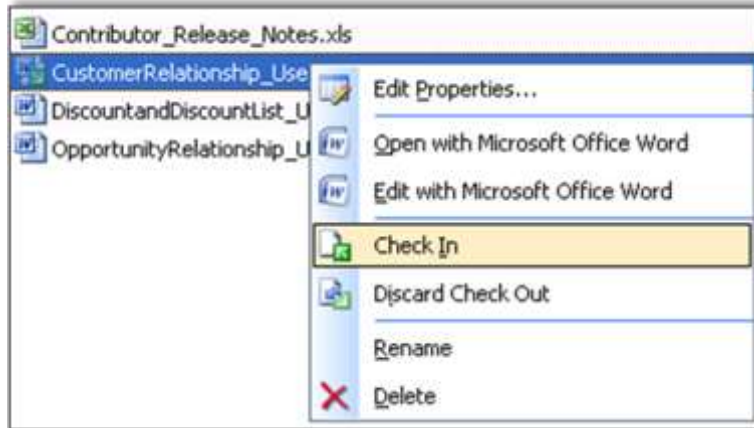 Contributor_Release_Notes.xls
CustomerRelationship_Use
DiscountandDiscountList_U
OpportunityRelationship_U
Edit Properties...
Open with Microsoft Office Word
Edit with Microsoft Office Word
Check In
Discard Check Out
Rename
Delete